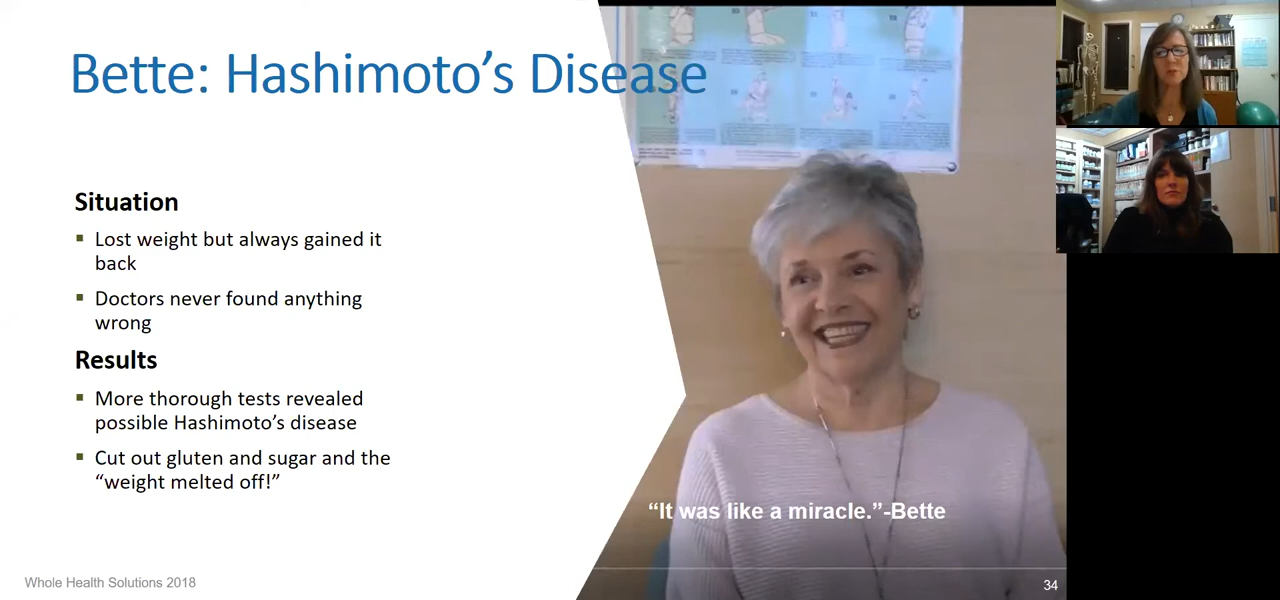 Bette: Hashimoto’s Disease
Situation
▪ Lost weight but always gained it
back
▪ Doctors never found anything
wrong
Results
▪ More thorough tests revealed
possible Hashimoto’s disease
▪ Cut out gluten and sugar and the
“weight melted off!”
“It was like a miracle.”-Bette
Whole Health Solutions 2018
34